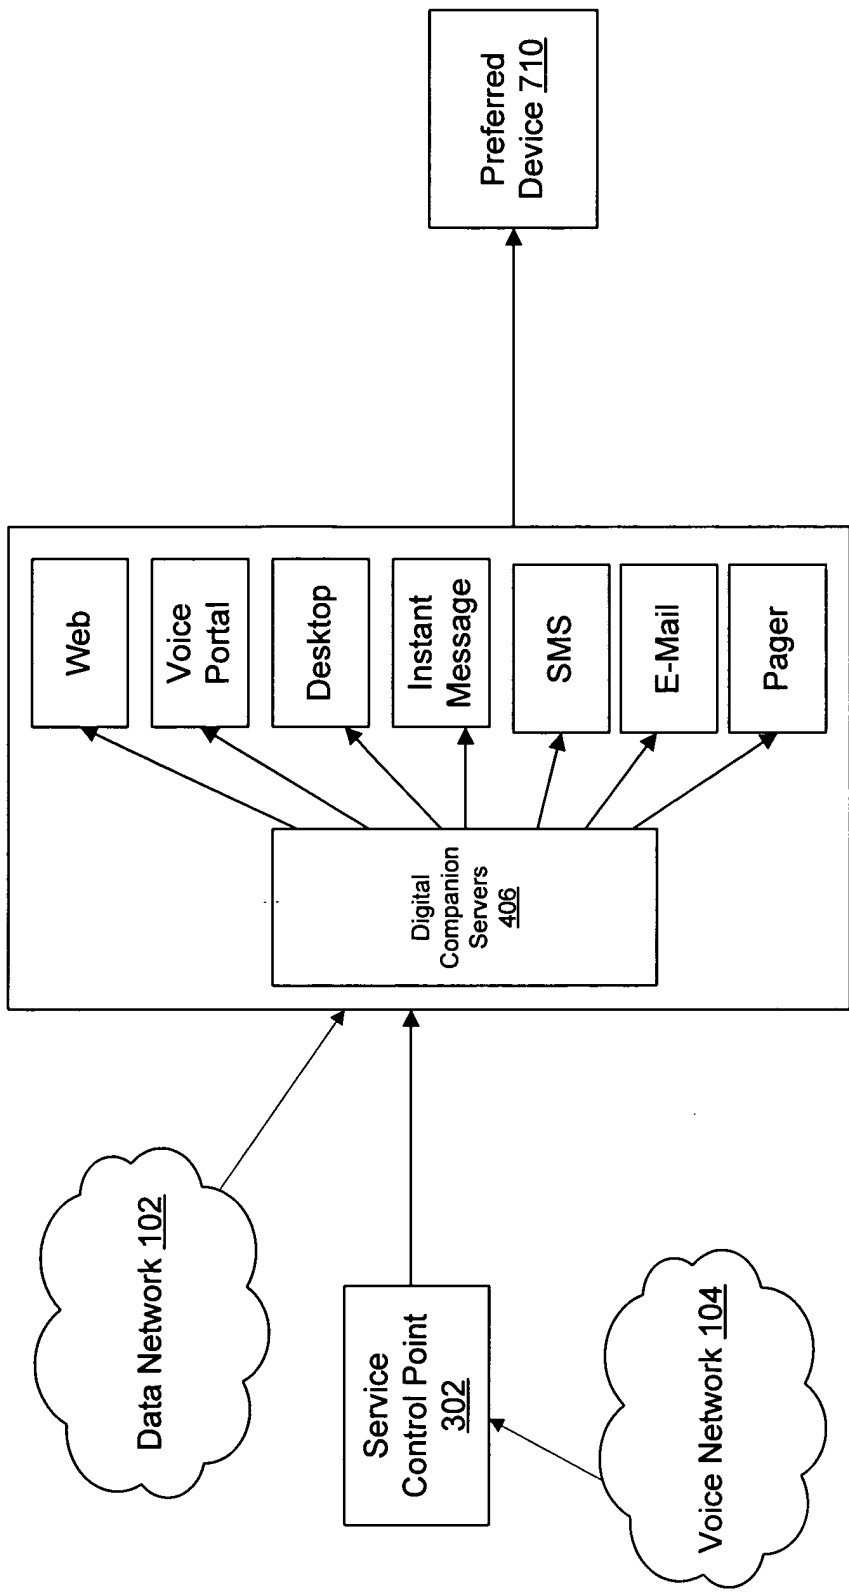 Data Network 102
Service
Control Point
302
Voice Network 104
Digital
Companion
Servers
406
Web
Voice
Portal
Desktop
Instant
Message
SMS
E-Mail
Pager
Preferred
Device 710